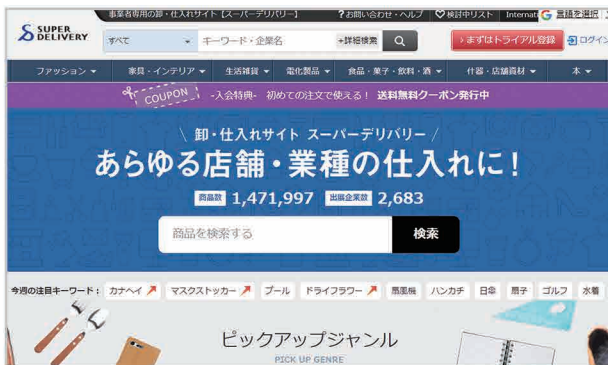 事業者専用の卸・仕入れサイト【スーパーデリバリー】 ?お問い合わせ・ヘルプ ♡検討中リスト Internati G 言語を選択
SUPER DELIVERY すべて キーワード・企業名 +詳細検索 >まずはトライアル登録 ログイン
ファッション 家具・インテリア 生活雑貨 電化製品 食品・菓子・飲料・酒 什器・店舗資材 本
COUPON -入会特典- 初めての注文で使える! 送料無料クーポン発行中
\ 卸・仕入れサイト スーパーデリバリー /
あらゆる店舗・業種の仕入れに!
商品数 1,471,997 出展企業数 2,683
商品を検索する 検索
今週の注目キーワード: カナヘイ マスクストッカー プール ドライフラワー 扇風機 ハンカチ 日傘 扇子 ゴルフ 水着
ピックアップジャンル
PICK UP GENRE